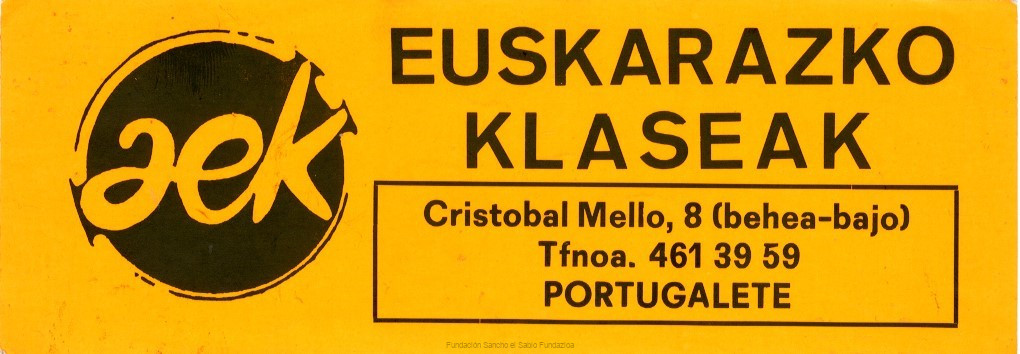 aek
EUSKARAZKO
KLASEAK
Cristobal Mello, 8 (behea-bajo)
Tfnoa. 461 39 59
PORTUGALETE
Fundación Sancho el Sabio Fundazioa